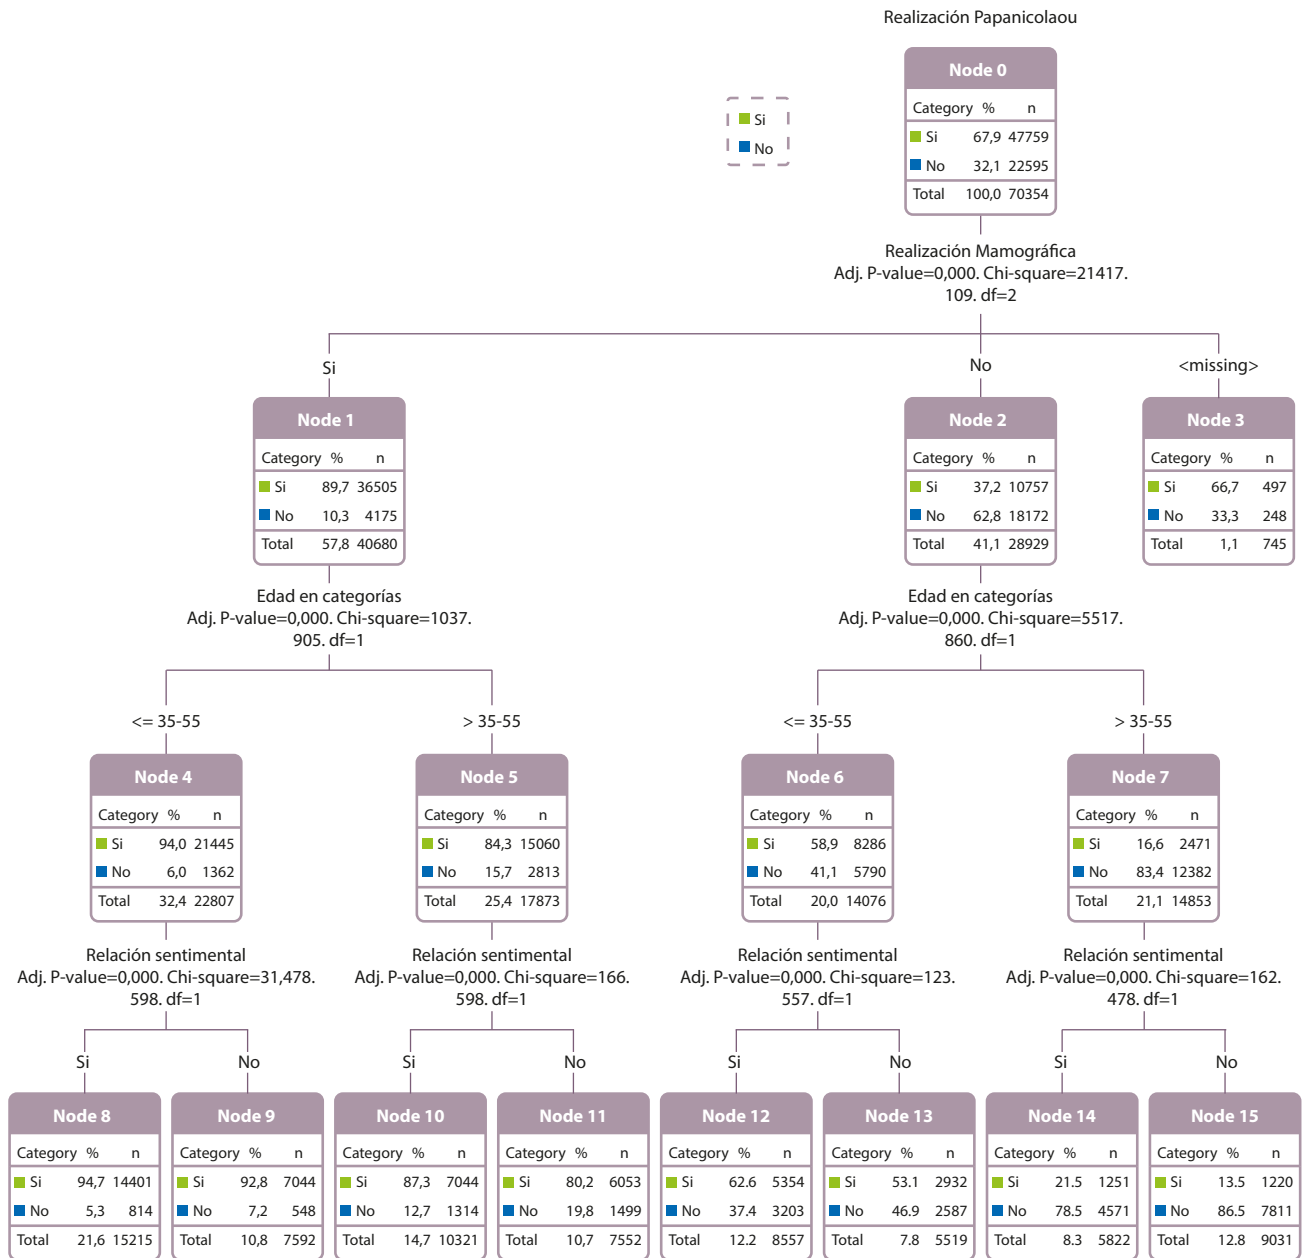 Realización Papanicolaou
Si
No
Node 0
Category % n
Si 67,9 47759
No 32,1 22595
Total 100,0 70354
Realización Mamográfica
Adj. P-value=0,000. Chi-square=21417.
109. df=2
Si
No
<missing>
Node 1
Category % n
Si 89,7 36505
No 10,3 4175
Total 57,8 40680
Node 2
Category % n
Si 37,2 10757
No 62,8 18172
Total 41,1 28929
Node 3
Category % n
Si 66,7 497
No 33,3 248
Total 1,1 745
Edad en categorías
Adj. P-value=0,000. Chi-square=1037.
905. df=1
Edad en categorías
Adj. P-value=0,000. Chi-square=5517.
860. df=1
<= 35-55
> 35-55
<= 35-55
> 35-55
Node 4
Category % n
Si 94,0 21445
No 6,0 1362
Total 32,4 22807
Node 5
Category % n
Si 84,3 15060
No 15,7 2813
Total 25,4 17873
Node 6
Category % n
Si 58,9 8286
No 41,1 5790
Total 20,0 14076
Node 7
Category % n
Si 16,6 2471
No 83,4 12382
Total 21,1 14853
Relación sentimental
Adj. P-value=0,000. Chi-square=31,478.
598. df=1
Relación sentimental
Adj. P-value=0,000. Chi-square=166.
598. df=1
Relación sentimental
Adj. P-value=0,000. Chi-square=123.
557. df=1
Relación sentimental
Adj. P-value=0,000. Chi-square=162.
478. df=1
Si
No
Si
No
Si
No
Si
No
Node 8
Category % n
Si 94,7 14401
No 5,3 814
Total 21,6 15215
Node 9
Category % n
Si 92,8 7044
No 7,2 548
Total 10,8 7592
Node 10
Category % n
Si 87,3 7044
No 12,7 1314
Total 14,7 10321
Node 11
Category % n
Si 80,2 6053
No 19,8 1499
Total 10,7 7552
Node 12
Category % n
Si 62.6 5354
No 37.4 3203
Total 12.2 8557
Node 13
Category % n
Si 53.1 2932
No 46.9 2587
Total 7.8 5519
Node 14
Category % n
Si 21.5 1251
No 78.5 4571
Total 8.3 5822
Node 15
Category % n
Si 13.5 1220
No 86.5 7811
Total 12.8 9031